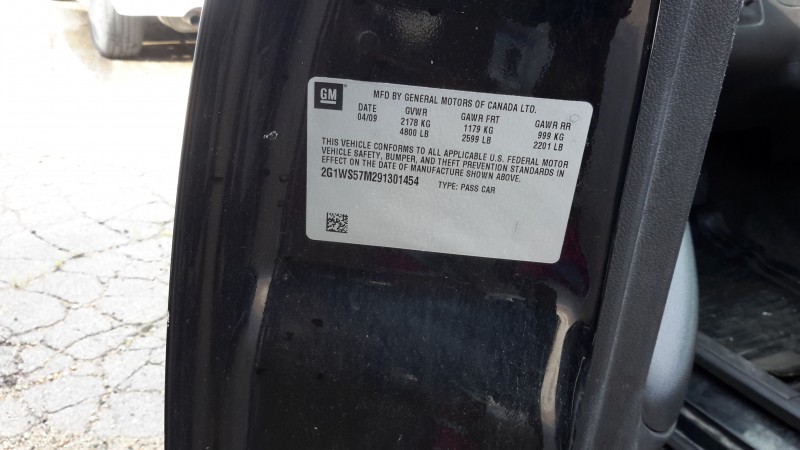 GM
MFD BY GENERAL MOTORS OF CANADA LTD.
DATE GVWR GAWR FRT GAWR RR
04/09 2178 KG 1179 KG 999 KG
4800 LB 2599 LB 2201 LB
THIS VEHICLE CONFORMS TO ALL APPLICABLE U.S. FEDERAL MOTOR
VEHICLE SAFETY, BUMPER, AND THEFT PREVENTION STANDARDS IN
EFFECT ON THE DATE OF MANUFACTURE SHOWN ABOVE.
2G1WS57M291301454 TYPE: PASS CAR